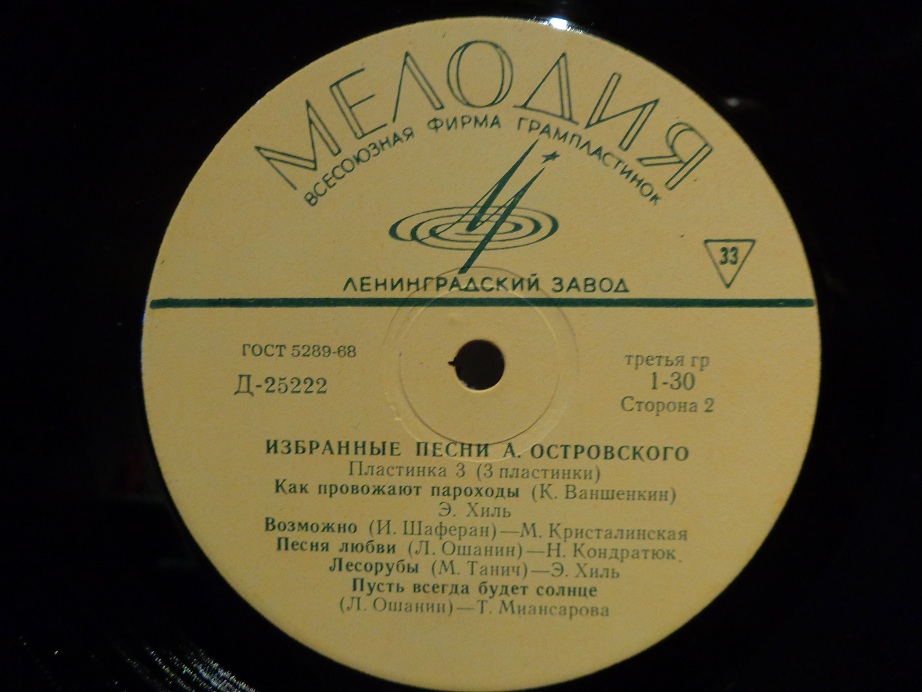 МЕЛОДИЯ
ВСЕСОЮЗНАЯ ФИРМА ГРАМПЛАСТИНОК
33
ЛЕНИНГРАДСКИЙ ЗАВОД
ГОСТ 5289-68
Д-25222
третья гр
1-30
Сторона 2
ИЗБРАННЫЕ ПЕСНИ А. ОСТРОВСКОГО
Пластинка 3 (3 пластинки)
Как провожают пароходы (К. Ваншенкин)
Э. Хиль
Возможно (И. Шаферан)—М. Кристалинская
Песня любви (Л. Ошанин)—Н. Кондратюк
Лесорубы (М. Танич)—Э. Хиль
Пусть всегда будет солнце
(Л. Ошанин)—Т. Миансарова